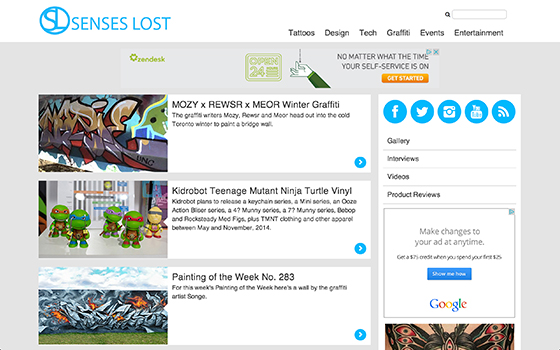 SL SENSES LOST
Tattoos Design Tech Graffiti Events Entertainment
zendesk
OPEN
24
NO MATTER WHAT THE TIME
YOUR SELF-SERVICE IS ON
GET STARTED
MOZY x REWSR x MEOR Winter Graffiti
The graffiti writers Mozy, Rewsr and Meor head out into the cold
Toronto winter to paint a bridge wall.
Kidrobot Teenage Mutant Ninja Turtle Vinyl
Kidrobot plans to release a keychain series, a Mini series, an Ooze
Action Blizer series, a 4? Munny series, a 7? Munny series, Bebop
and Rocksteady Med Figs, plus TMNT clothing and other apparel
between May and November, 2014.
Painting of the Week No. 283
For this week's Painring of the Week here's a wall by the graffiti
artist Songe.
You Tube
Gallery
Interviews
Videos
Product Reviews
Make changes to
your ad at anytime.
Get a $75 credit when you spend your first $25.
Show me now
Google